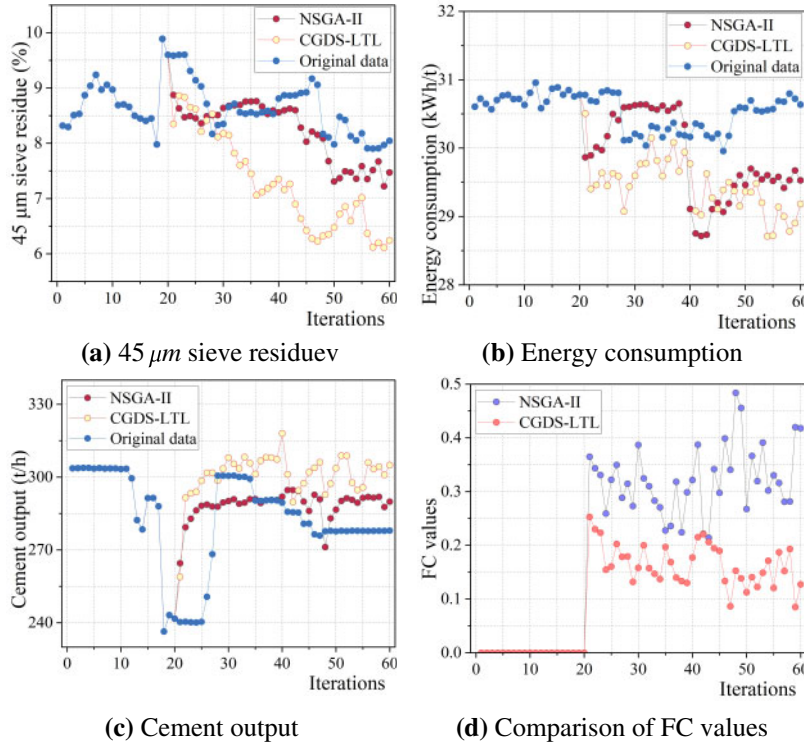 NSGA-II
CGDS-LTL
Original data
45 μm sieve residue (%)
10
9
8
7
6
0
10
20
30
40
50
60
Iterations
(a) 45 μm sieve residuev
NSGA-II
CGDS-LTL
Original data
Energy consumption (kWh/t)
32
31
30
29
28
0
10
20
30
40
50
60
Iterations
(b) Energy consumption
NSGA-II
CGDS-LTL
Original data
Cement output (t/h)
330
300
270
240
0
10
20
30
40
50
60
Iterations
(c) Cement output
NSGA-II
CGDS-LTL
FC values
0.5
0.4
0.3
0.2
0.1
0.0
0
10
20
30
40
50
60
Iterations
(d) Comparison of FC values